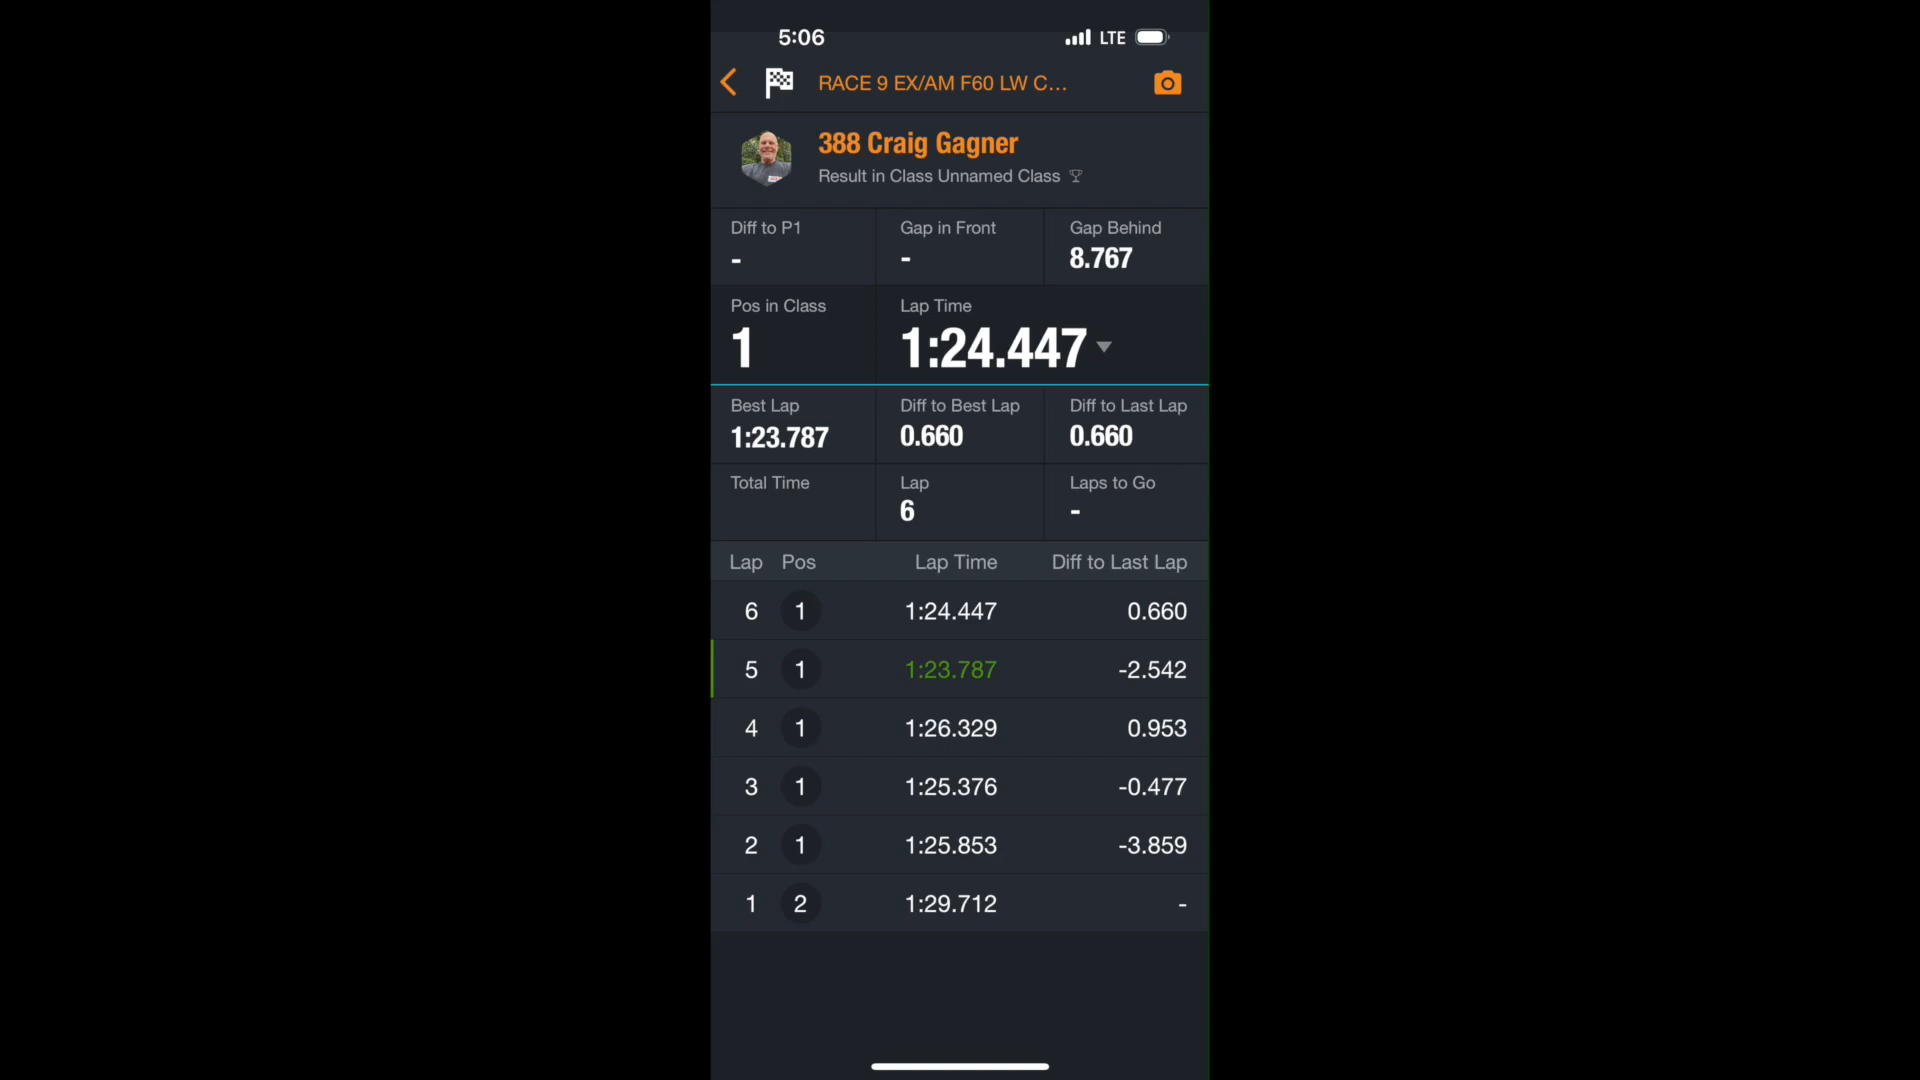 5:06 LTE
RACE 9 EX/AM F60 LW C...
388 Craig Gagner
Result in Class Unnamed Class
Diff to P1 Gap in Front Gap Behind
- - 8.767
Pos in Class Lap Time
1 1:24.447
Best Lap Diff to Best Lap Diff to Last Lap
1:23.787 0.660 0.660
Total Time Lap Laps to Go
6 -
Lap Pos Lap Time Diff to Last Lap
6 1 1:24.447 0.660
5 1 1:23.787 -2.542
4 1 1:26.329 0.953
3 1 1:25.376 -0.477
2 1 1:25.853 -3.859
1 2 1:29.712 -